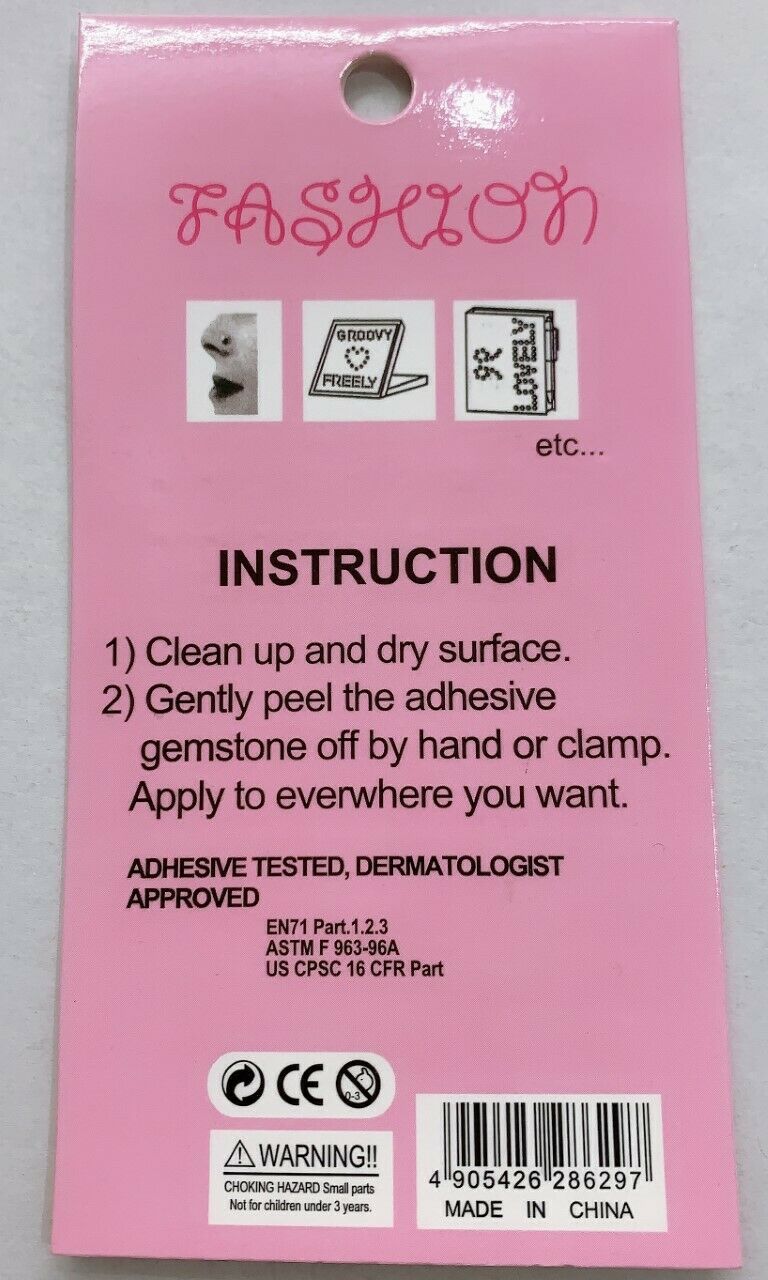 FASHION
GROOVY
FREELY
LOVELY
etc...
INSTRUCTION
1) Clean up and dry surface.
2) Gently peel the adhesive
gemstone off by hand or clamp.
Apply to everwhere you want.
ADHESIVE TESTED, DERMATOLOGIST
APPROVED
EN71 Part.1.2.3
ASTM F 963-96A
US CPSC 16 CFR Part
CE
0-3
WARNING!!
CHOKING HAZARD Small parts
Not for children under 3 years.
4 905426 286297
MADE IN CHINA